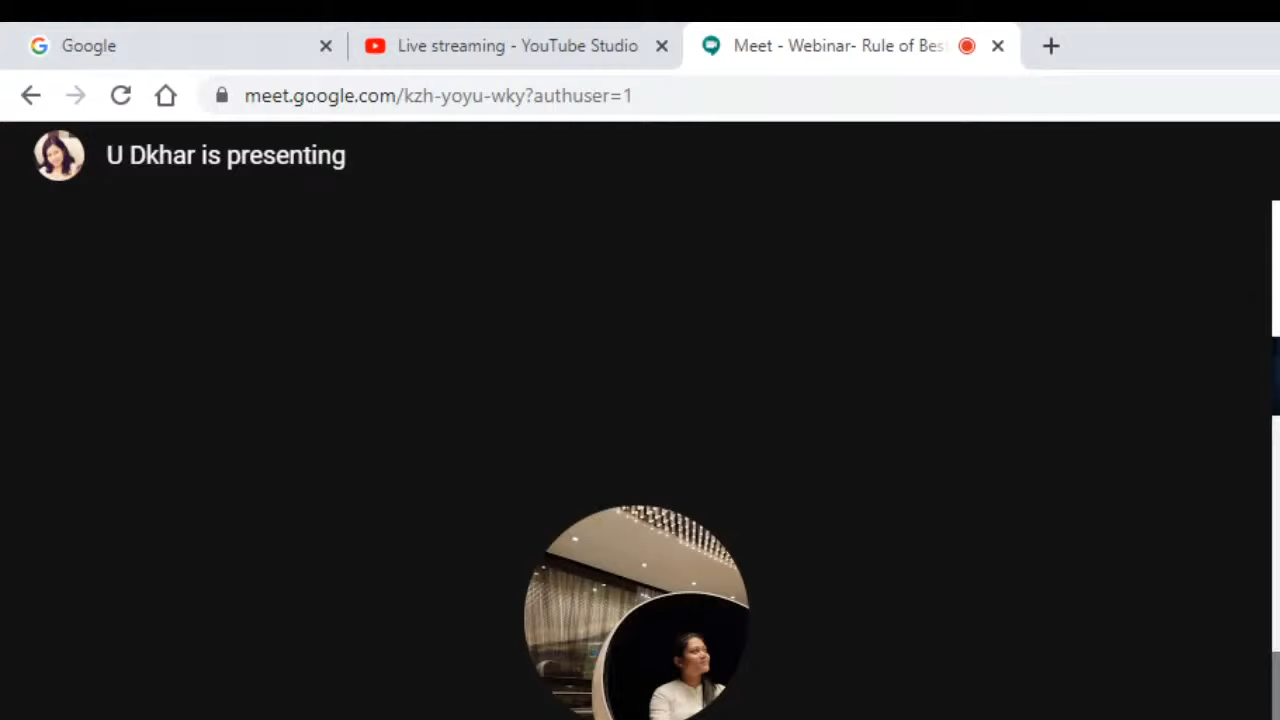 Google
Live streaming - YouTube Studio
Meet - Webinar- Rule of Bes
meet.google.com/kzh-yoyu-wky?authuser=1
U Dkhar is presenting